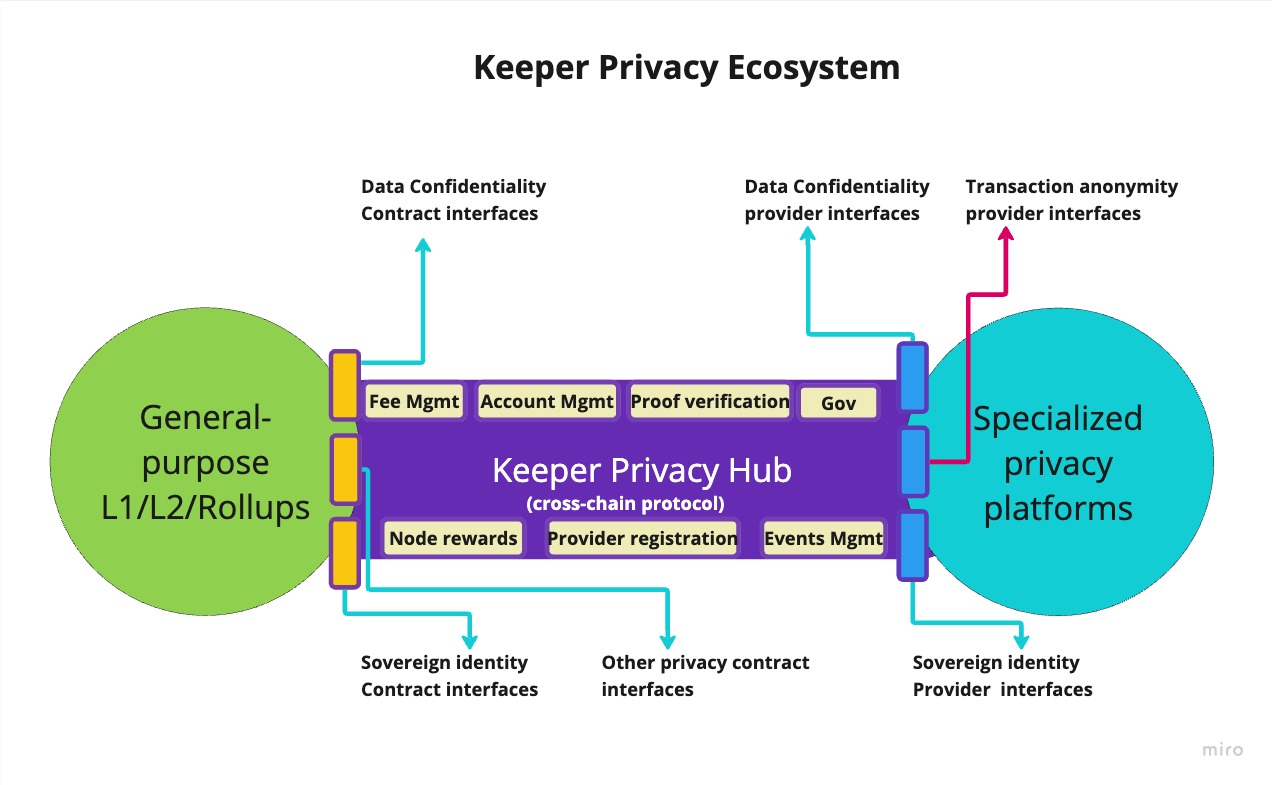 Keeper Privacy Ecosystem
Data Confidentiality
Contract interfaces
Data Confidentiality
provider interfaces
Transaction anonymity
provider interfaces
General-
purpose
L1/L2/Rollups
Fee Mgmt
Account Mgmt
Proof verification
Gov
Keeper Privacy Hub
(cross-chain protocol)
Node rewards
Provider registration
Events Mgmt
Specialized
privacy
platforms
Sovereign identity
Contract interfaces
Other privacy contract
interfaces
Sovereign identity
Provider  interfaces
miro